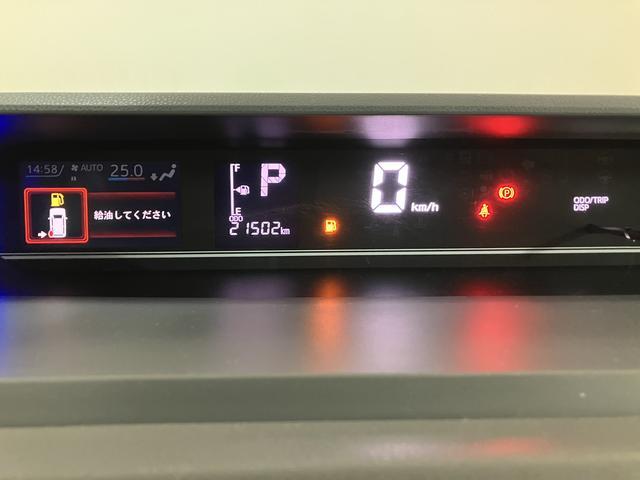 14:58/ AUTO 25.0
給油してください
F
P
E
ODO
21502km
0 km/h
ODO/TRIP
DISP